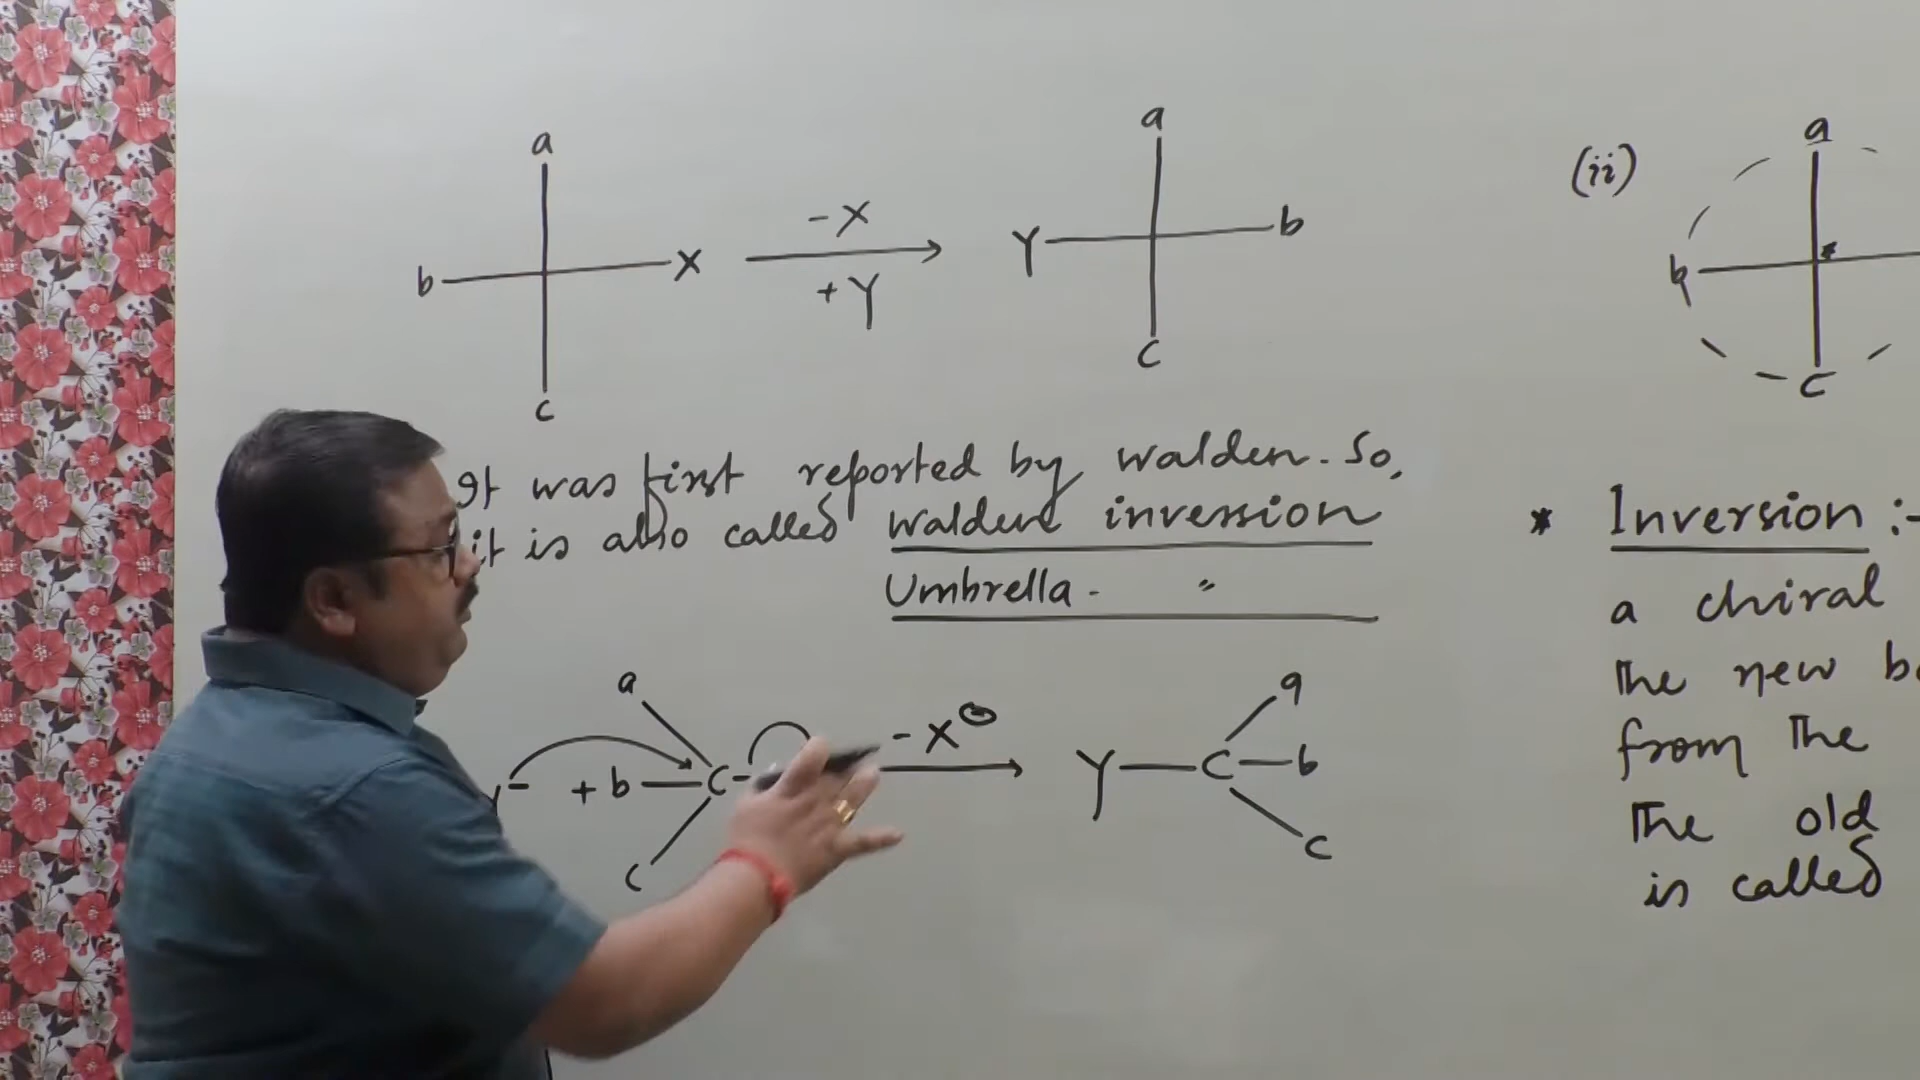 a
b X
c
- X
+ Y
a
Y b
c
(ii)
a
b
*
c
It was first reported by Walden. So,
it is also called Walden inversion
Umbrella - "
a
Y- + b C-
c
- X⊖
a
Y C b
c
* Inversion :-
a chiral
the new
from the
the old
is called